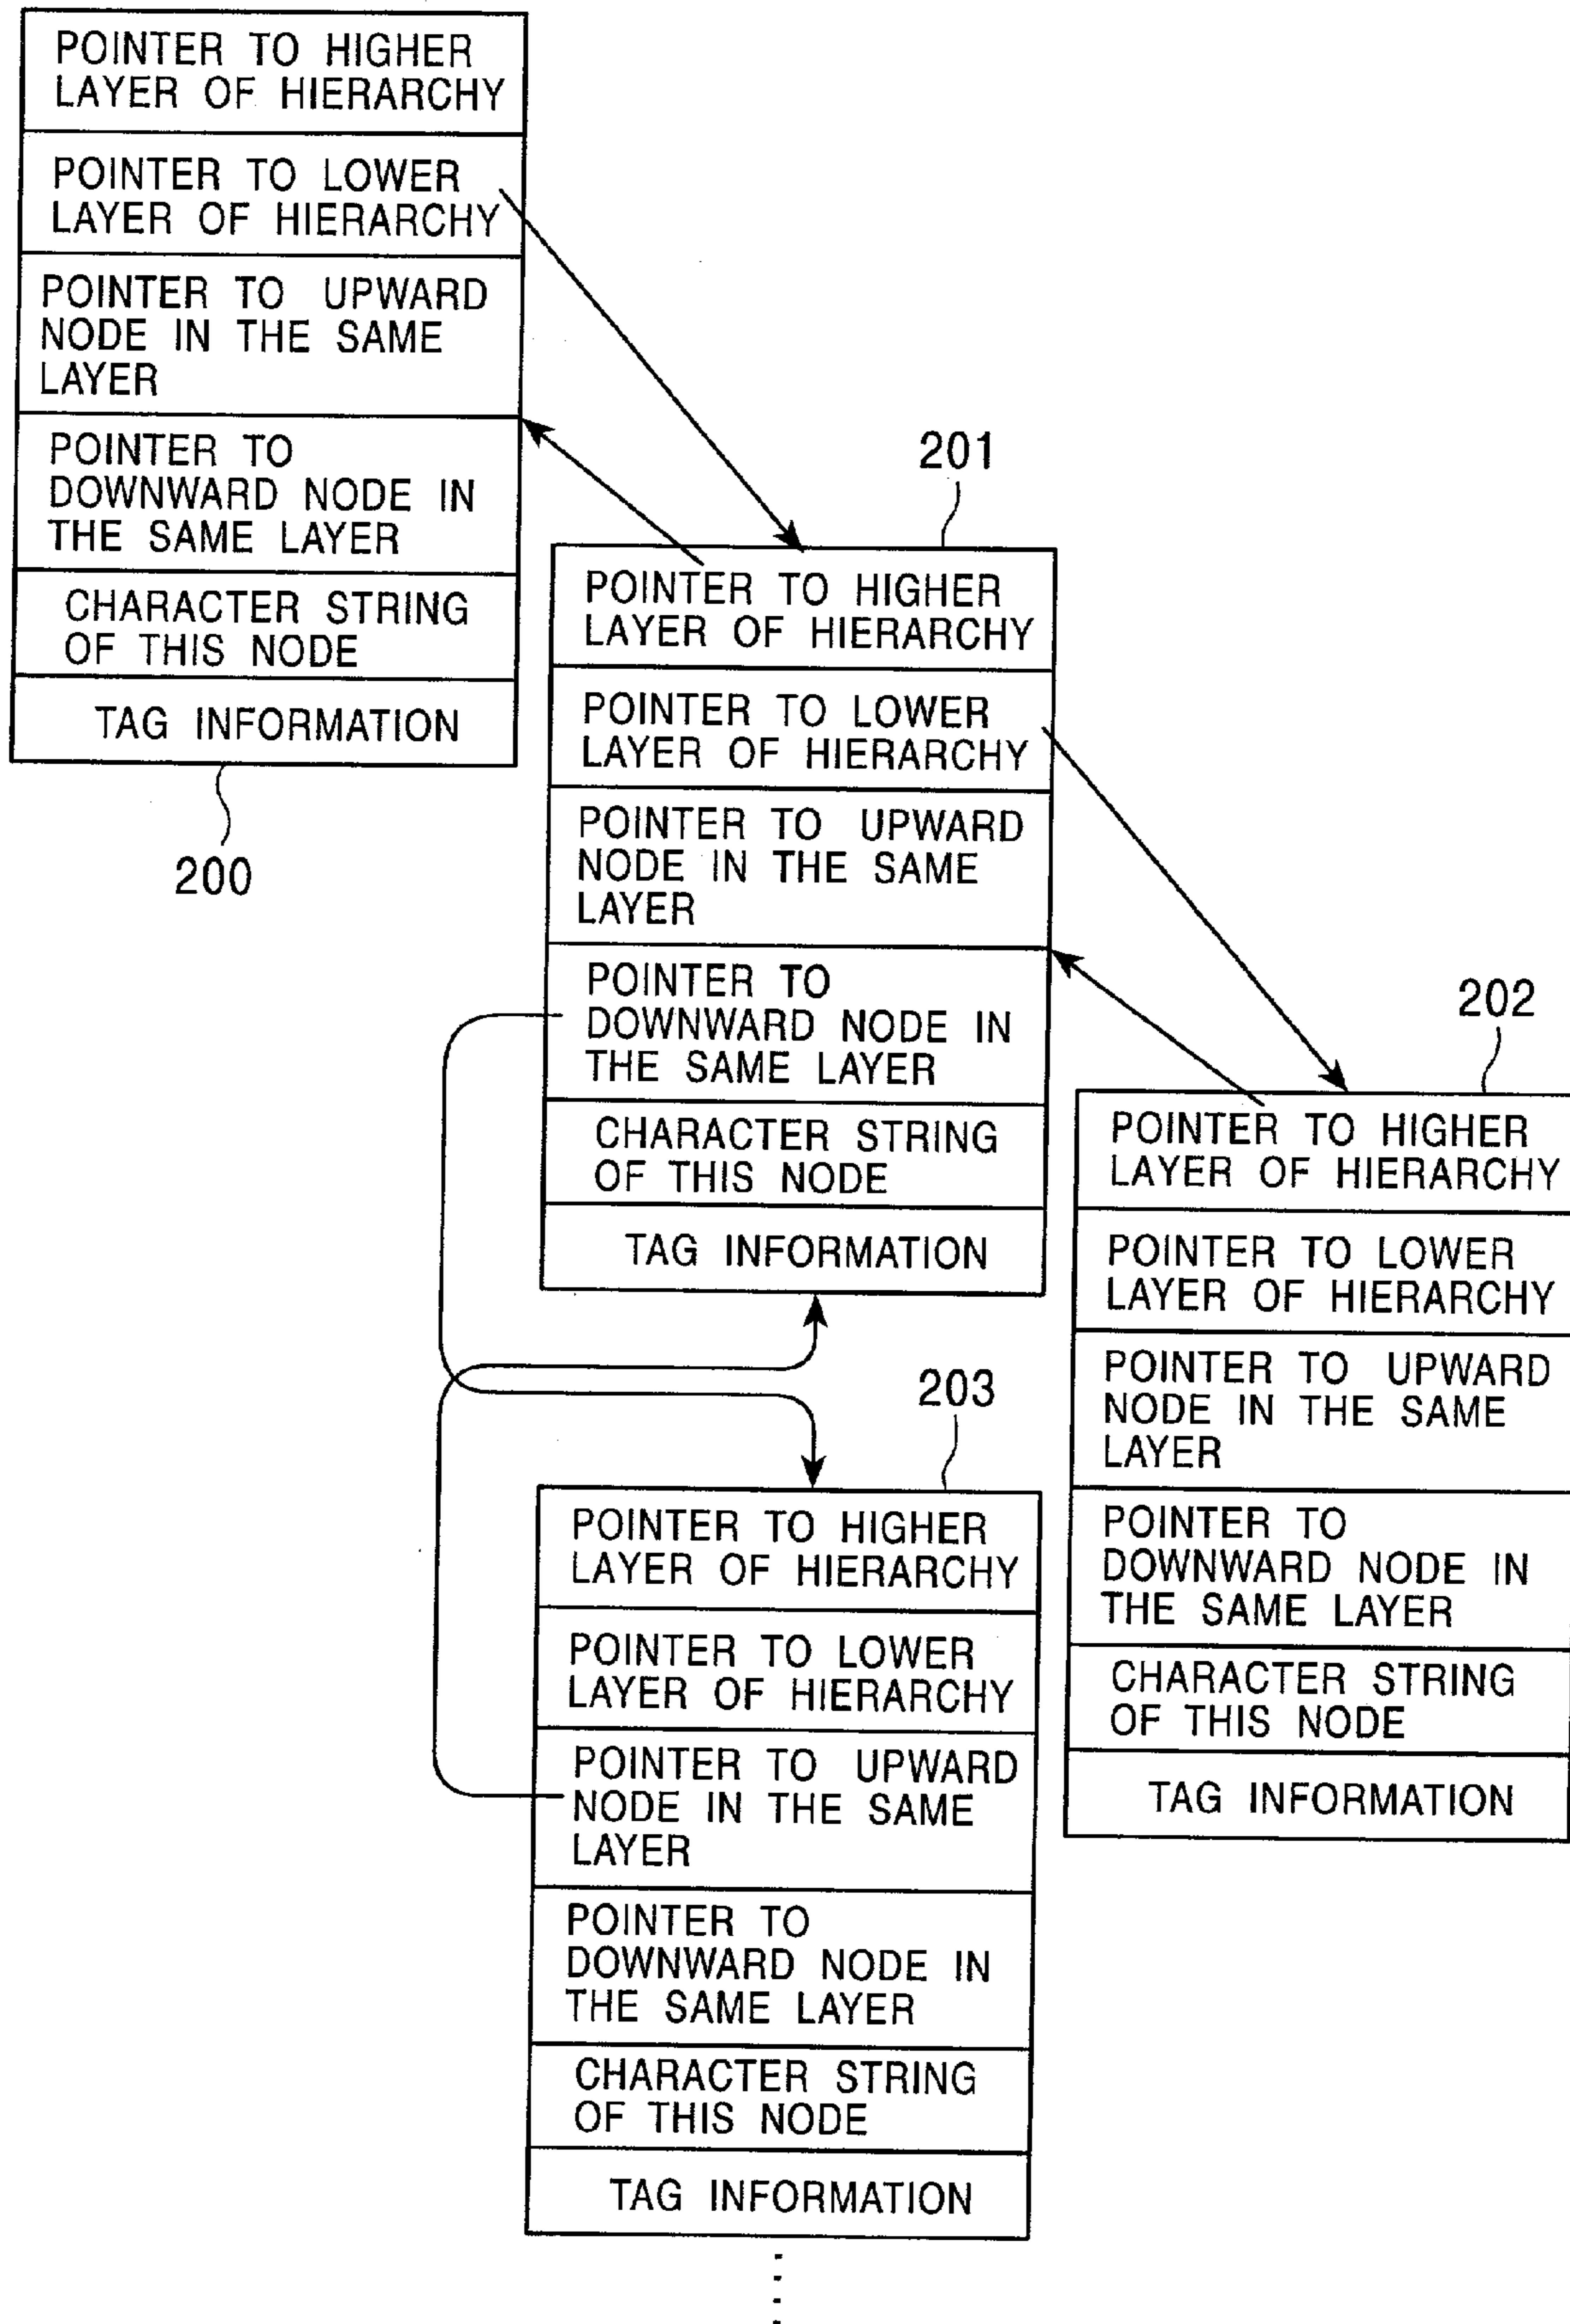 POINTER TO HIGHER
LAYER OF HIERARCHY
POINTER TO LOWER
LAYER OF HIERARCHY
POINTER TO UPWARD
NODE IN THE SAME
LAYER
POINTER TO
DOWNWARD NODE IN
THE SAME LAYER
CHARACTER STRING
OF THIS NODE
TAG INFORMATION
200
201
POINTER TO HIGHER
LAYER OF HIERARCHY
POINTER TO LOWER
LAYER OF HIERARCHY
POINTER TO UPWARD
NODE IN THE SAME
LAYER
POINTER TO
DOWNWARD NODE IN
THE SAME LAYER
CHARACTER STRING
OF THIS NODE
TAG INFORMATION
202
POINTER TO HIGHER
LAYER OF HIERARCHY
POINTER TO LOWER
LAYER OF HIERARCHY
POINTER TO UPWARD
NODE IN THE SAME
LAYER
POINTER TO
DOWNWARD NODE IN
THE SAME LAYER
CHARACTER STRING
OF THIS NODE
TAG INFORMATION
203
POINTER TO HIGHER
LAYER OF HIERARCHY
POINTER TO LOWER
LAYER OF HIERARCHY
POINTER TO UPWARD
NODE IN THE SAME
LAYER
POINTER TO
DOWNWARD NODE IN
THE SAME LAYER
CHARACTER STRING
OF THIS NODE
TAG INFORMATION